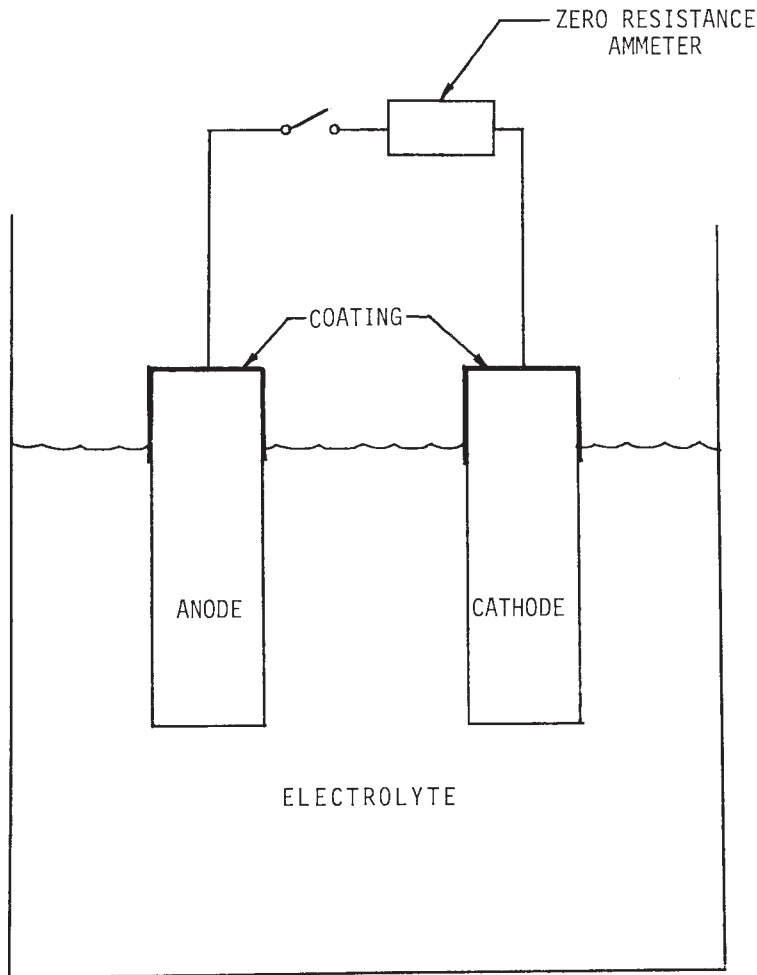 ZERO RESISTANCE
AMMETER
COATING
ANODE
CATHODE
ELECTROLYTE